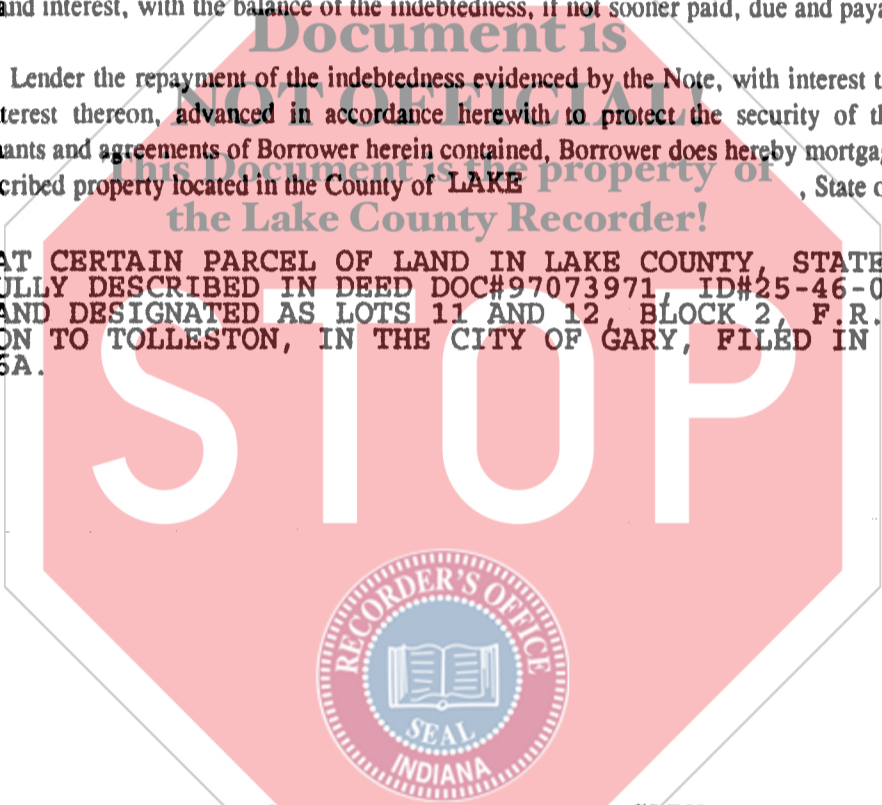 and interest, with the balance of the indebtedness, if not sooner paid, due and paya
Document is
Lender the repayment of the indebtedness evidenced by the Note, with interest t
NOT OFFICIAL
terest thereon, advanced in accordance herewith to protect the security of t
ants and agreements of Borrower herein contained, Borrower does hereby mortga
This Document is the property of
cribed property located in the County of LAKE , State o
the Lake County Recorder!
AT CERTAIN PARCEL OF LAND IN LAKE COUNTY, STATE
ULLY DESCRIBED IN DEED DOC#97073971, ID#25-46-0
AND DESIGNATED AS LOTS 11 AND 12, BLOCK 2, F.R.
ON TO TOLLESTON, IN THE CITY OF GARY, FILED IN
5A.
STOP
RECORDER'S OFFICE
SEAL
INDIANA